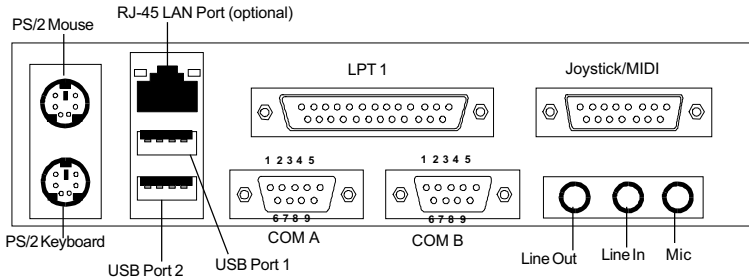 RJ-45 LAN Port (optional)
PS/2 Mouse
LPT 1
Joystick/MIDI
1 2 3 4 5
1 2 3 4 5
6 7 8 9
6 7 8 9
COM A
COM B
PS/2 Keyboard
USB Port 1
USB Port 2
Line Out
Line In
Mic